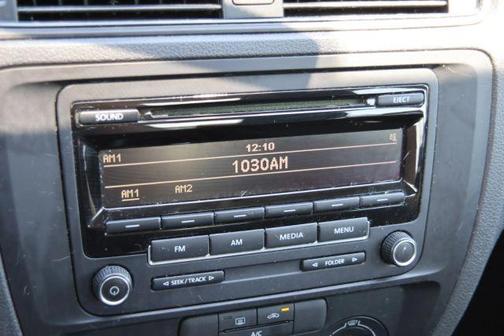 SOUND
EJECT
12:10
AM1
1030AM
AM1 AM2
FM AM MEDIA MENU
SEEK/TRACK FOLDER
A/C